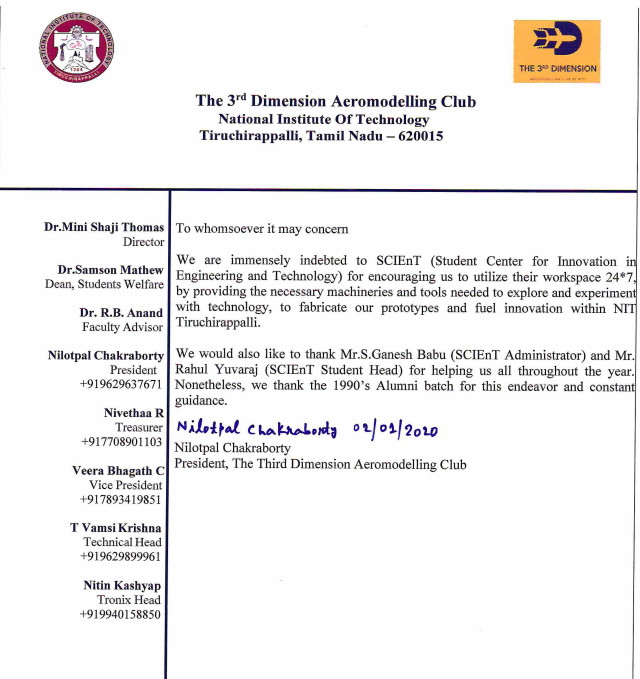 NATIONAL INSTITUTE OF TECHNOLOGY
1964
TIRUCHIRAPPALLI
THE 3RD DIMENSION
The 3rd Dimension Aeromodelling Club
National Institute Of Technology
Tiruchirappalli, Tamil Nadu – 620015
Dr.Mini Shaji Thomas
Director
Dr.Samson Mathew
Dean, Students Welfare
Dr. R.B. Anand
Faculty Advisor
Nilotpal Chakraborty
President
+919629637671
Nivethaa R
Treasurer
+917708901103
Veera Bhagath C
Vice President
+917893419851
T Vamsi Krishna
Technical Head
+919629899961
Nitin Kashyap
Tronix Head
+919940158850
To whomsoever it may concern
We are immensely indebted to SCIEnT (Student Center for Innovation in
Engineering and Technology) for encouraging us to utilize their workspace 24*7,
by providing the necessary machineries and tools needed to explore and experiment
with technology, to fabricate our prototypes and fuel innovation within NIT
Tiruchirappalli.
We would also like to thank Mr.S.Ganesh Babu (SCIEnT Administrator) and Mr.
Rahul Yuvaraj (SCIEnT Student Head) for helping us all throughout the year.
Nonetheless, we thank the 1990's Alumni batch for this endeavor and constant
guidance.
Nilotpal Chakraborty 02/01/2020
Nilotpal Chakraborty
President, The Third Dimension Aeromodelling Club